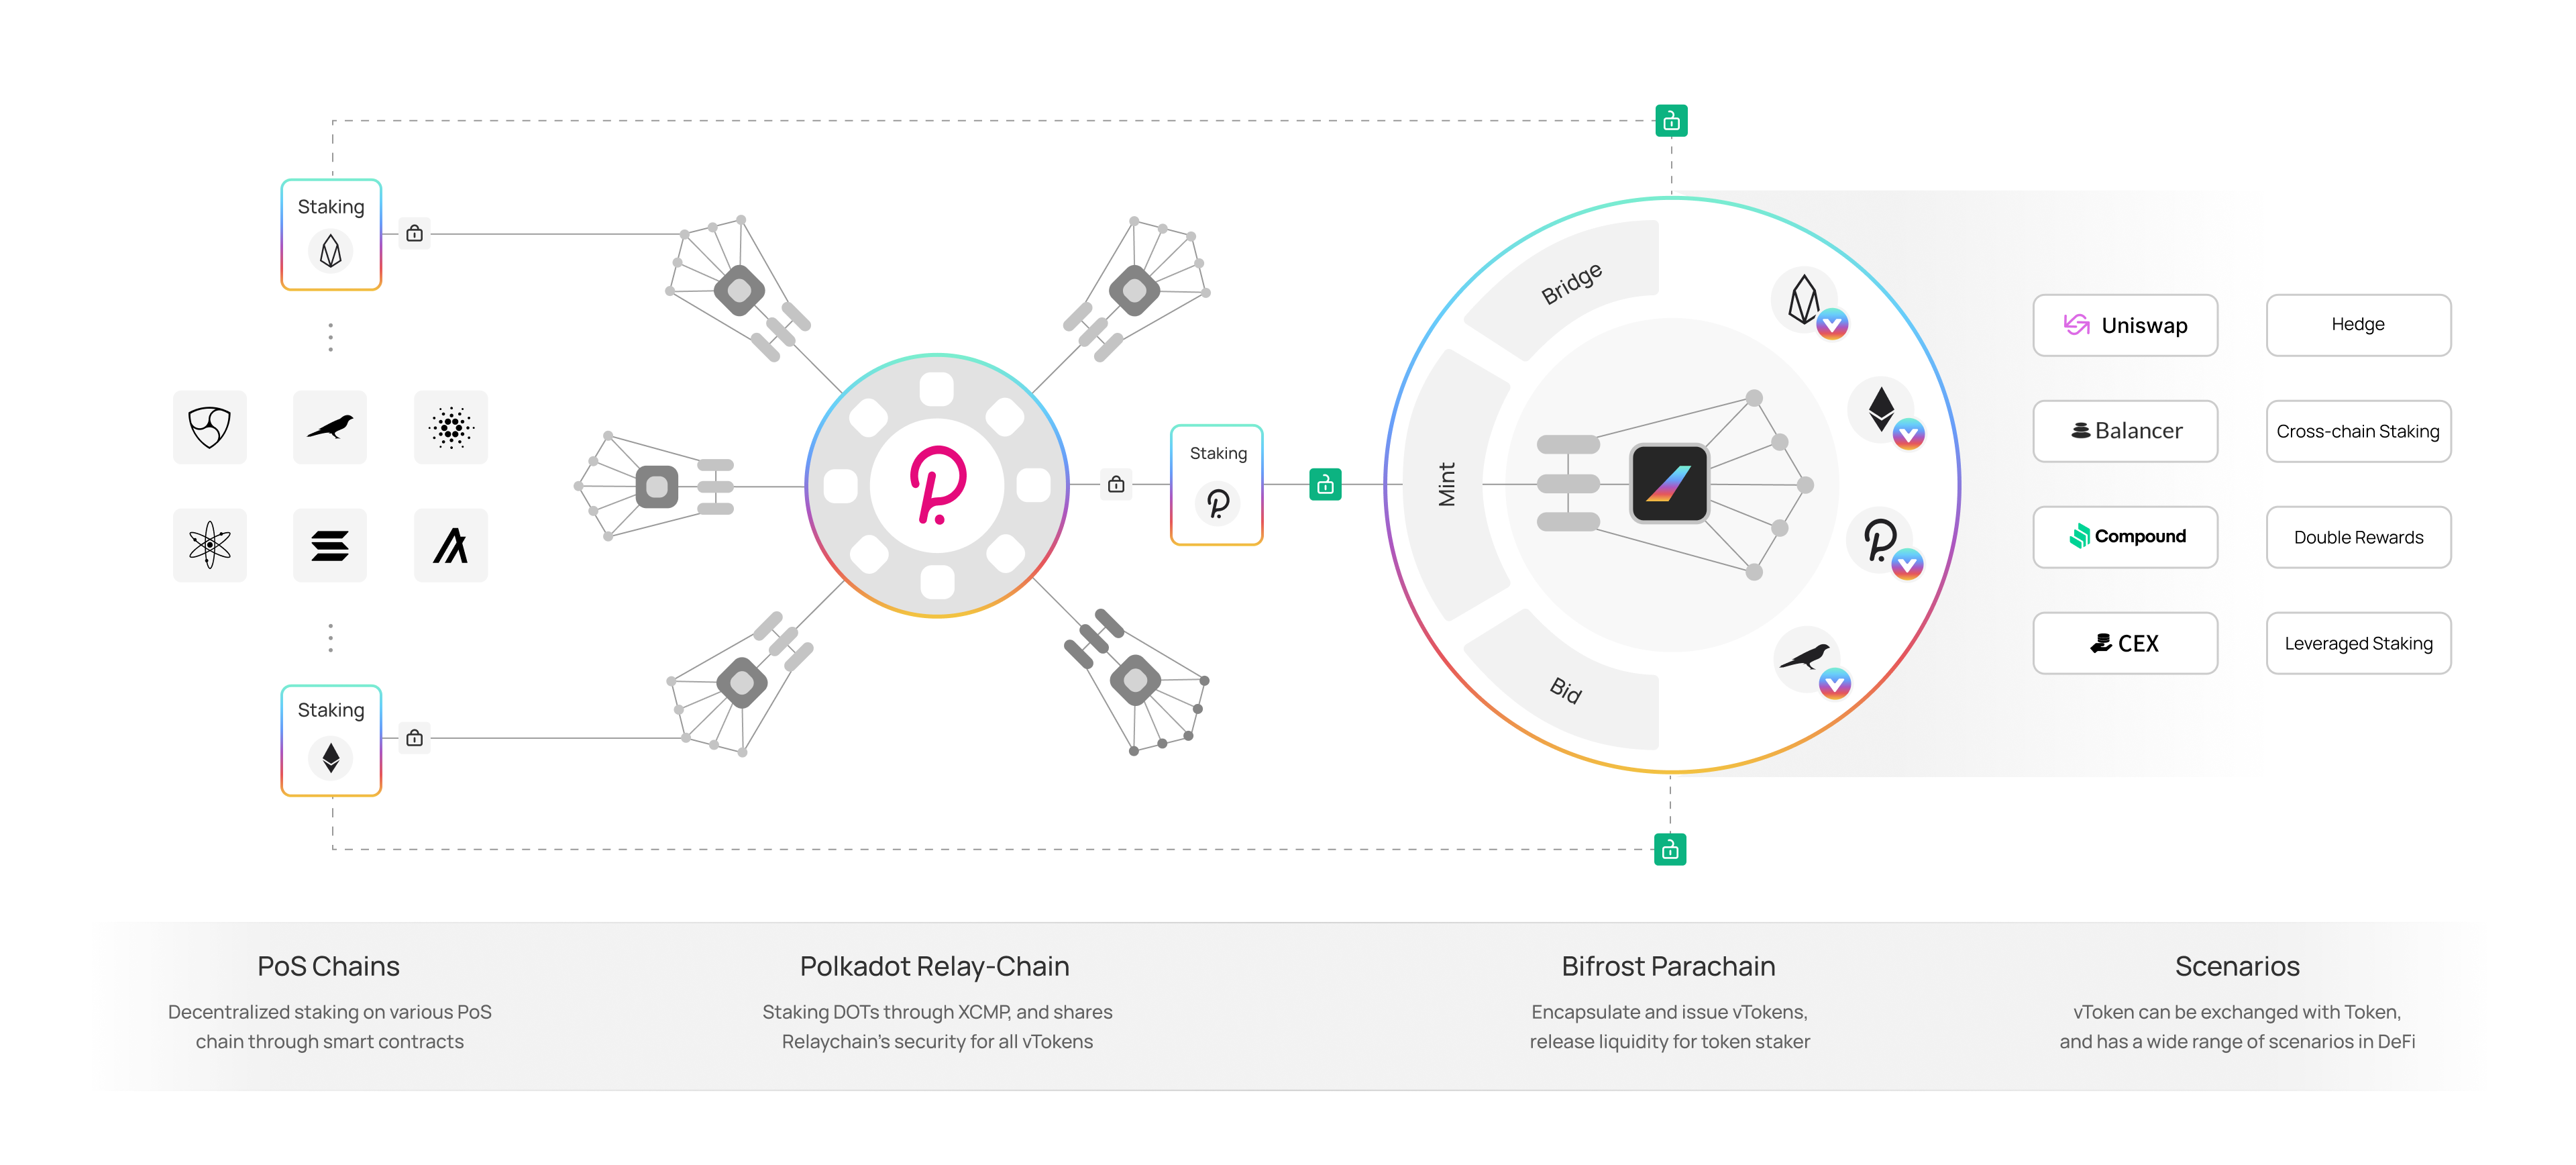 Staking
Staking
Staking
Bridge
Mint
Bid
Uniswap
Hedge
Balancer
Cross-chain Staking
Compound
Double Rewards
CEX
Leveraged Staking
PoS Chains
Decentralized staking on various PoS
chain through smart contracts
Polkadot Relay-Chain
Staking DOTs through XCMP, and shares
Relaychain's security for all vTokens
Bifrost Parachain
Encapsulate and issue vTokens,
release liquidity for token staker
Scenarios
vToken can be exchanged with Token,
and has a wide range of scenarios in DeFi